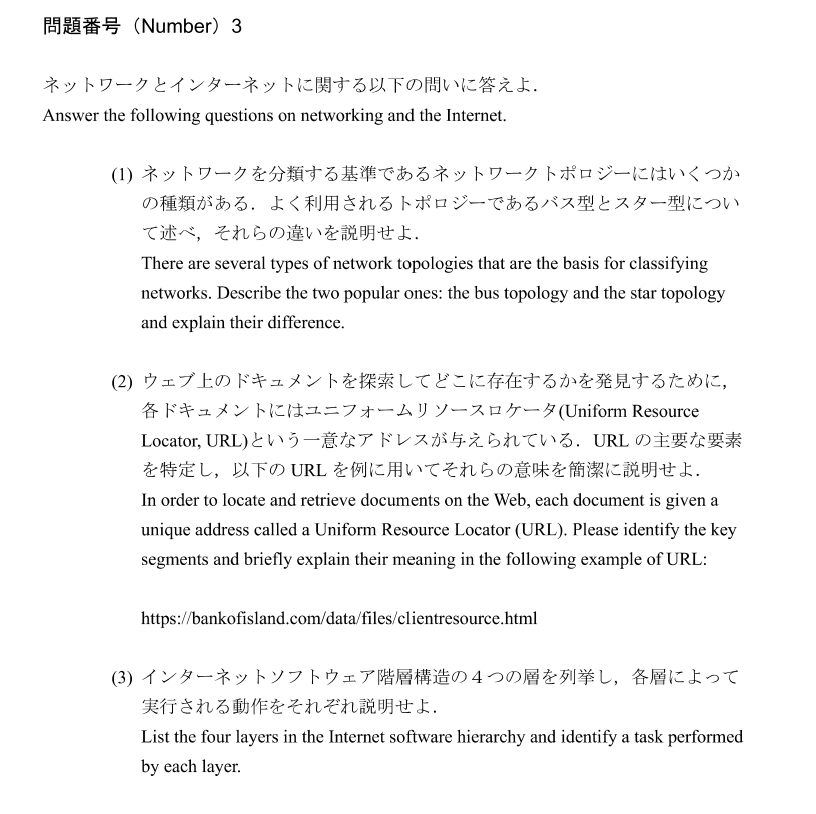 問題番号（Number）3
ネットワークとインターネットに関する以下の問いに答えよ．
Answer the following questions on networking and the Internet.
(1) ネットワークを分類する基準であるネットワークトポロジーにはいくつか
の種類がある．よく利用されるトポロジーであるバス型とスター型につい
て述べ，それらの違いを説明せよ．
There are several types of network topologies that are the basis for classifying
networks. Describe the two popular ones: the bus topology and the star topology
and explain their difference.
(2) ウェブ上のドキュメントを探索してどこに存在するかを発見するために，
各ドキュメントにはユニフォームリソースロケータ(Uniform Resource
Locator, URL)という一意なアドレスが与えられている．URL の主要な要素
を特定し，以下の URL を例に用いてそれらの意味を簡潔に説明せよ．
In order to locate and retrieve documents on the Web, each document is given a
unique address called a Uniform Resource Locator (URL). Please identify the key
segments and briefly explain their meaning in the following example of URL:
https://bankofisland.com/data/files/clientresource.html
(3) インターネットソフトウェア階層構造の４つの層を列挙し，各層によって
実行される動作をそれぞれ説明せよ．
List the four layers in the Internet software hierarchy and identify a task performed
by each layer.